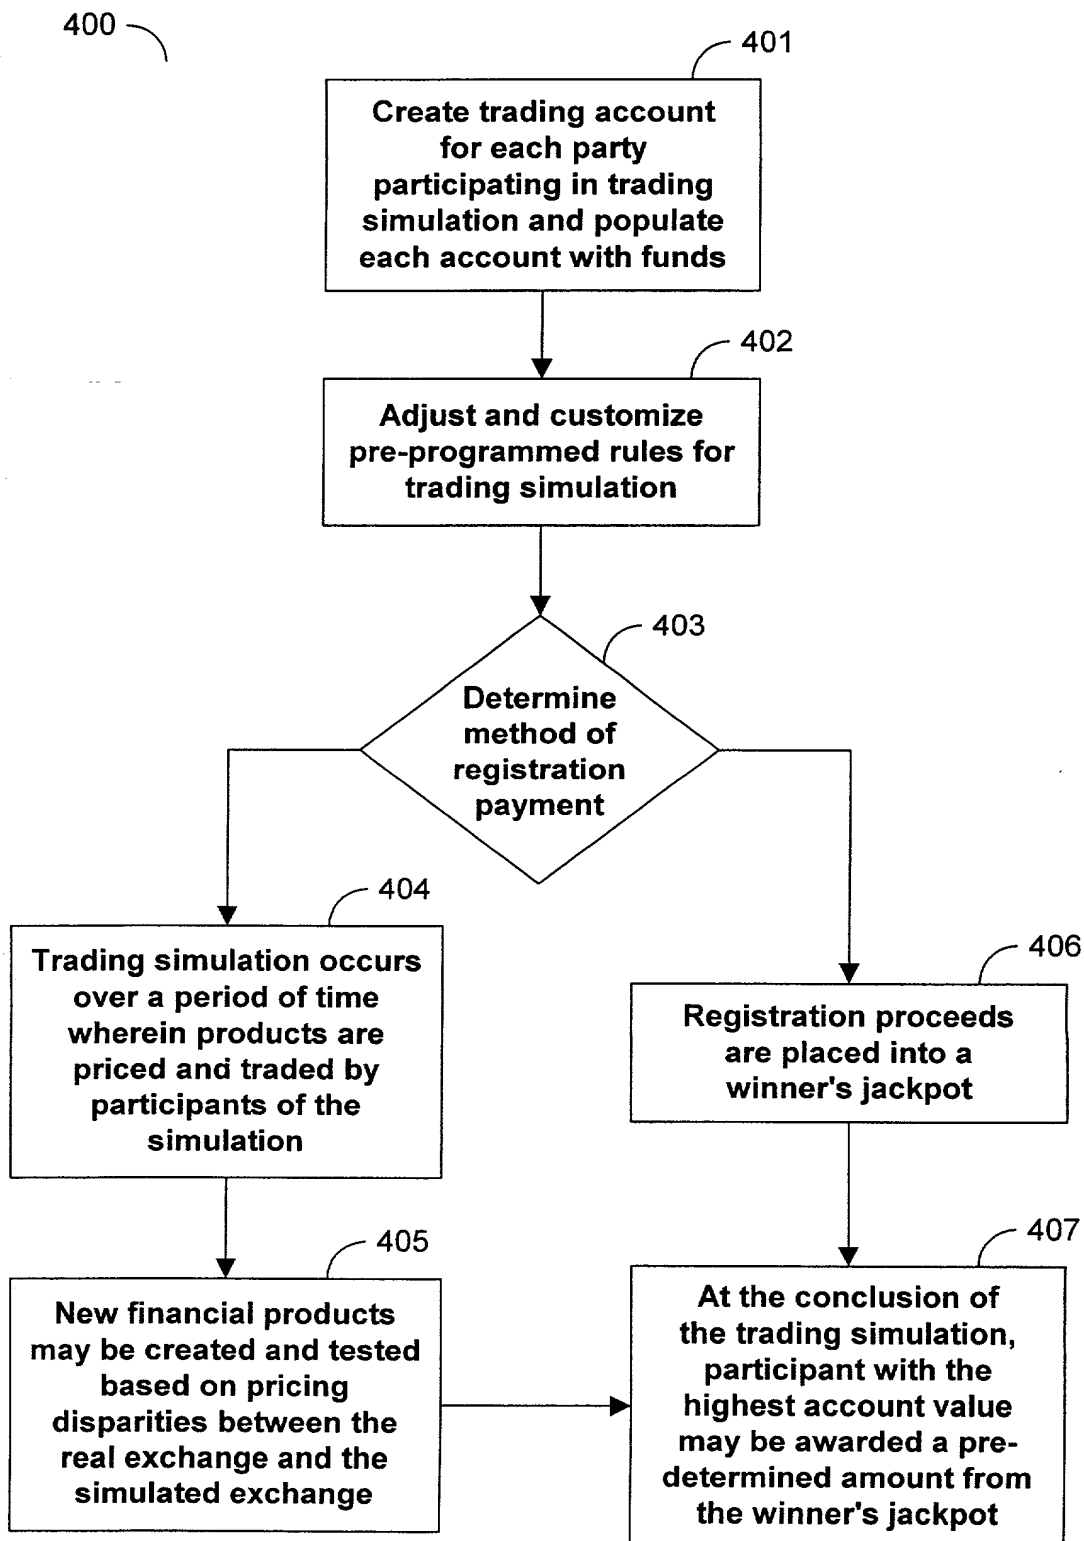 400
401
Create trading account
for each party
participating in trading
simulation and populate
each account with funds
402
Adjust and customize
pre-programmed rules for
trading simulation
403
Determine
method of
registration
payment
404
Trading simulation occurs
over a period of time
wherein products are
priced and traded by
participants of the
simulation
406
Registration proceeds
are placed into a
winner's jackpot
405
New financial products
may be created and tested
based on pricing
disparities between the
real exchange and the
simulated exchange
407
At the conclusion of
the trading simulation,
participant with the
highest account value
may be awarded a pre-
determined amount from
the winner's jackpot